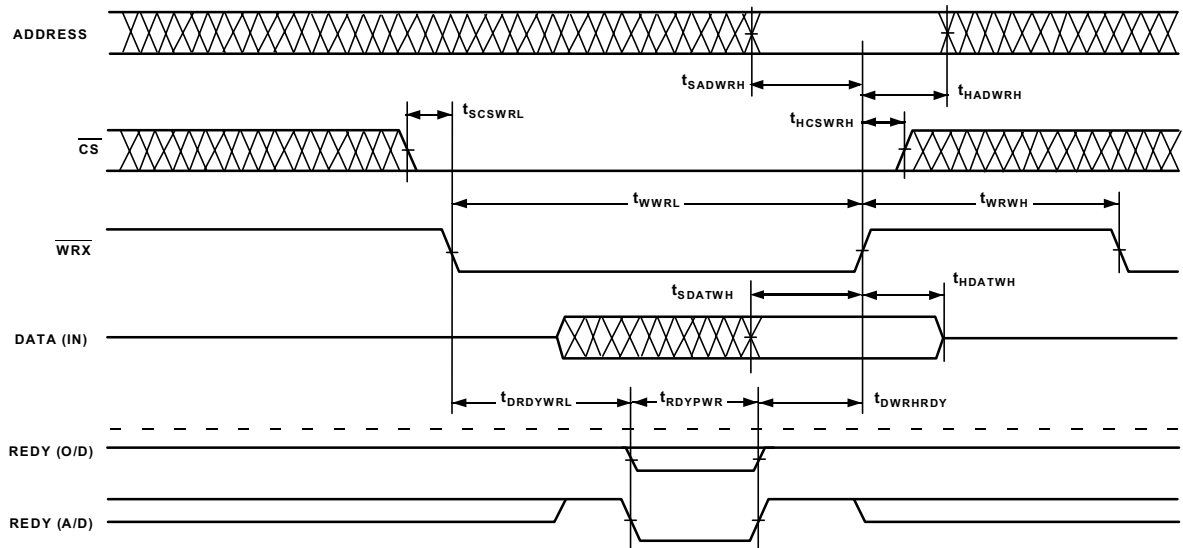 ADDRESS
tSADWRH
tHADWRH
tSCSWRL
tHCSWRH
CS
tWWRL
tWRWH
WRX
tSDATWH
tHDATWH
DATA (IN)
tDRDYWRL
tRDYPWR
tDWRHRDY
REDY (O/D)
REDY (A/D)